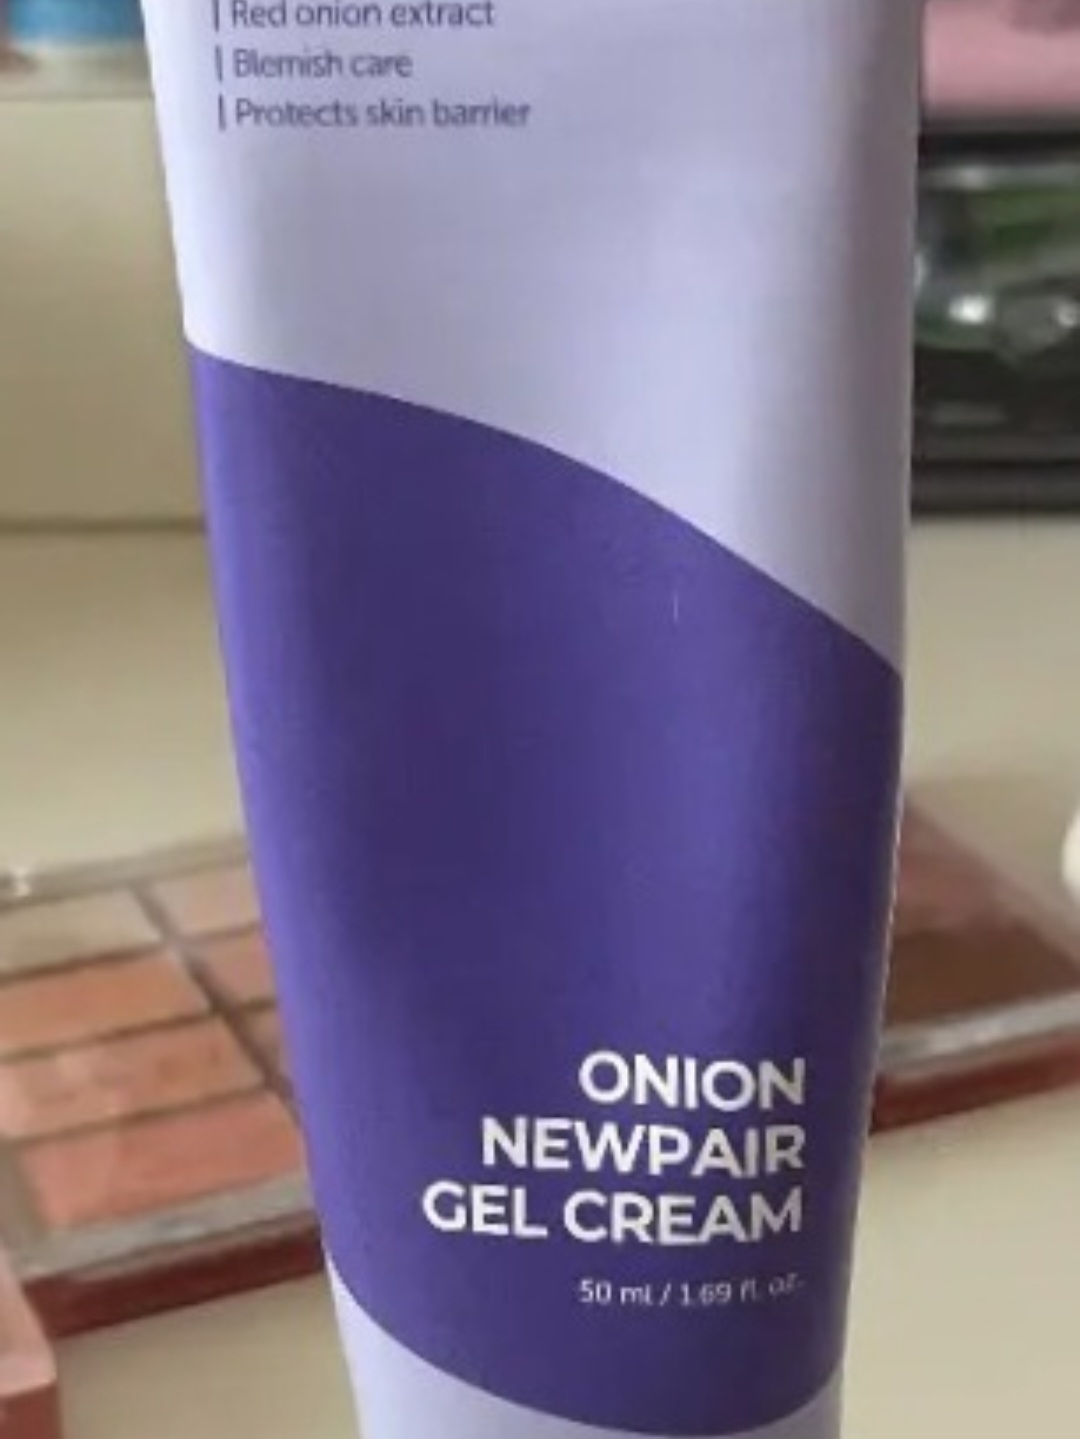 | Red onion extract
| Blemish care
| Protects skin barrier
ONION
NEWPAIR
GEL CREAM
50 ml / 1.69 fl. oz.